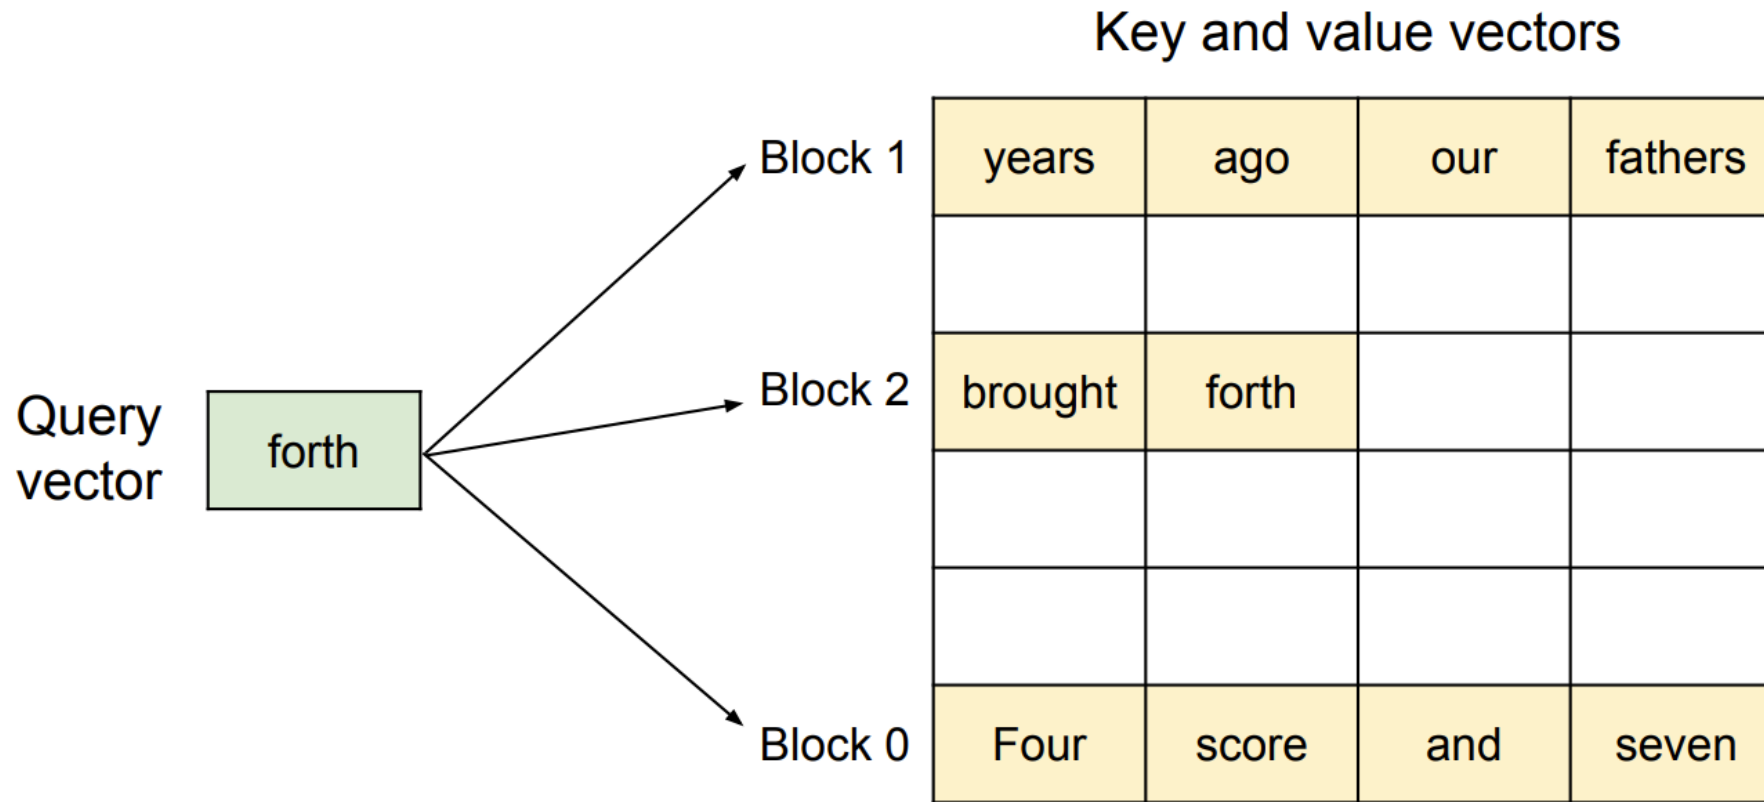 Key and value vectors
Block 1 years ago our fathers
Query
vector
forth
Block 2 brought forth
Block 0 Four score and seven